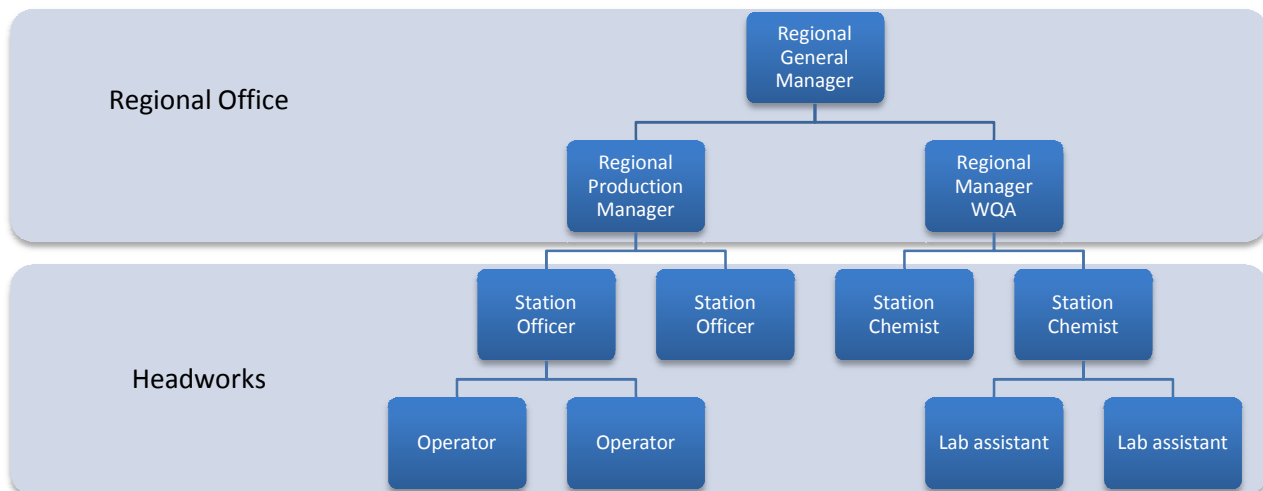 Regional Office
Regional
General
Manager
Regional
Production
Manager
Regional
Manager
WQA
Headworks
Station
Officer
Station
Officer
Station
Chemist
Station
Chemist
Operator
Operator
Lab assistant
Lab assistant